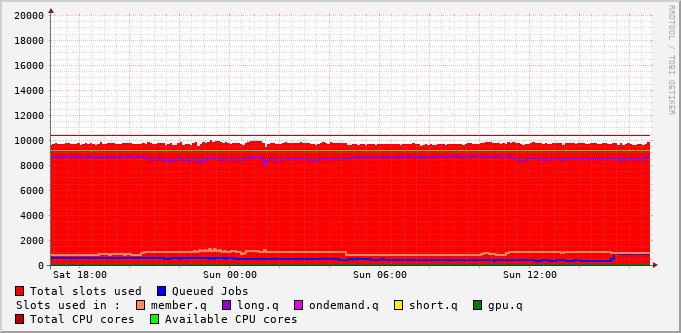 20000
18000
16000
14000
12000
10000
8000
6000
4000
2000
0
Sat 18:00 Sun 00:00 Sun 06:00 Sun 12:00
RRDTOOL / TOBI OETIKER
Total slots used Queued Jobs
Slots used in : member.q long.q ondemand.q short.q gpu.q
Total CPU cores Available CPU cores